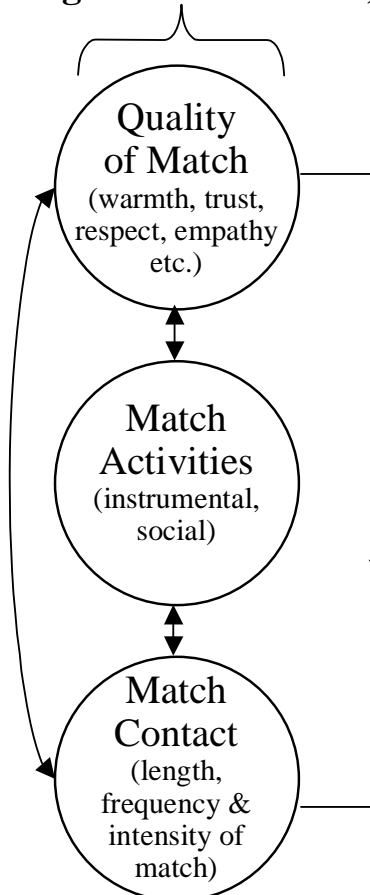 Quality
of Match
(warmth, trust,
respect, empathy
etc.)
Match
Activities
(instrumental,
social)
Match
Contact
(length,
frequency &
intensity of
match)